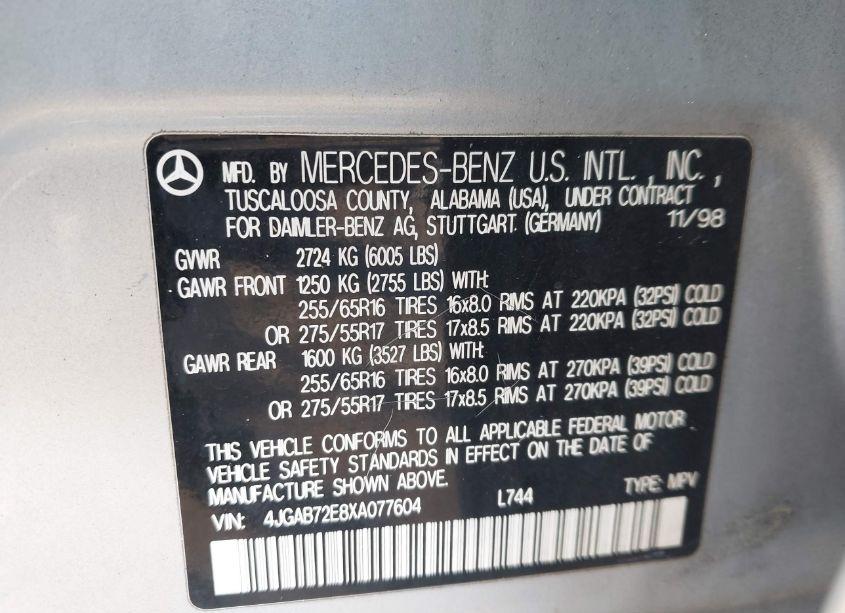 MFD. BY MERCEDES-BENZ U.S. INTL., INC.,
TUSCALOOSA COUNTY, ALABAMA (USA), UNDER CONTRACT
FOR DAIMLER-BENZ AG, STUTTGART (GERMANY) 11/98
GVWR 2724 KG (6005 LBS)
GAWR FRONT 1250 KG (2755 LBS) WITH:
255/65R16 TIRES 16x8.0 RIMS AT 220KPA (32PSI) COLD
OR 275/55R17 TIRES 17x8.5 RIMS AT 220KPA (32PSI) COLD
GAWR REAR 1600 KG (3527 LBS) WITH:
255/65R16 TIRES 16x8.0 RIMS AT 270KPA (39PSI) COLD
OR 275/55R17 TIRES 17x8.5 RIMS AT 270KPA (39PSI) COLD
THIS VEHICLE CONFORMS TO ALL APPLICABLE FEDERAL MOTOR
VEHICLE SAFETY STANDARDS IN EFFECT ON THE DATE OF
MANUFACTURE SHOWN ABOVE.
VIN: 4JGAB72E8XA077604 L744 TYPE: MPV